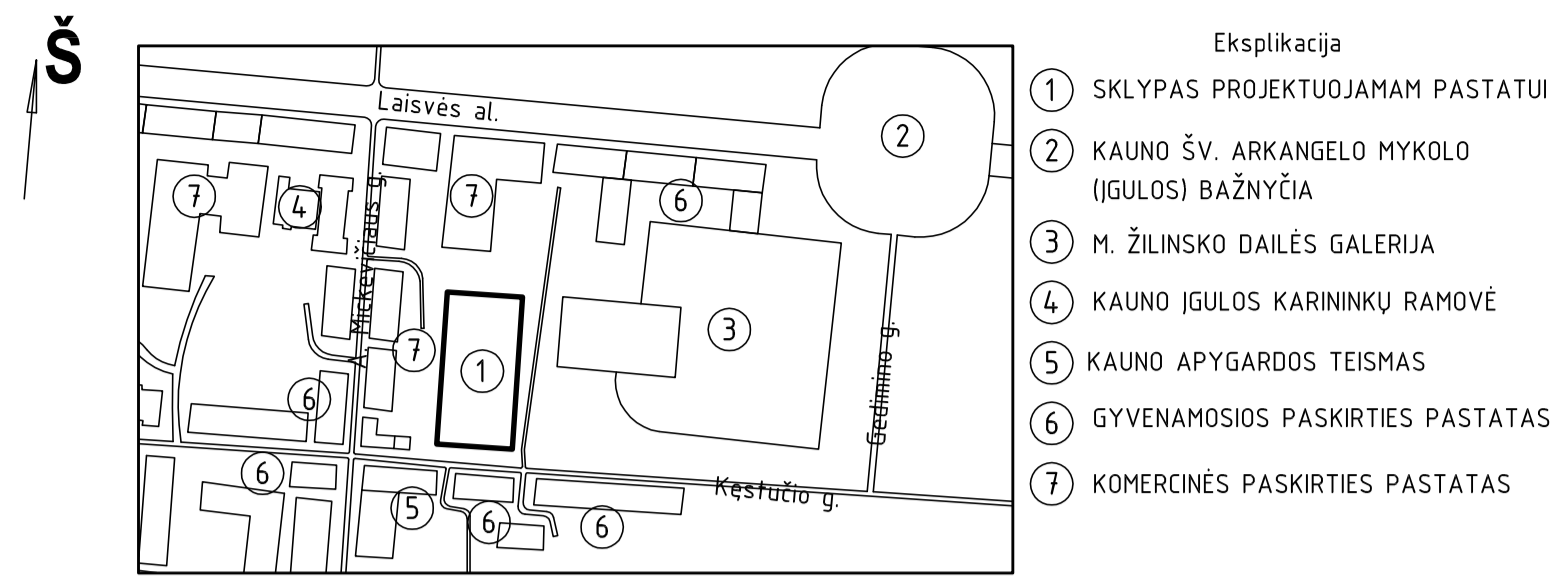 Š
Laisvės al.
A. Mickevičiaus g.
Gedimino g.
Kęstučio g.
2
7
4
7
6
7
3
1
6
6
5
6
6
Eksplikacija
1 SKLYPAS PROJEKTUOJAMAM PASTATUI
2 KAUNO ŠV. ARKANGELO MYKOLO
(ĮGULOS) BAŽNYČIA
3 M. ŽILINSKO DAILĖS GALERIJA
4 KAUNO ĮGULOS KARININKŲ RAMOVĖ
5 KAUNO APYGARDOS TEISMAS
6 GYVENAMOSIOS PASKIRTIES PASTATAS
7 KOMERCINĖS PASKIRTIES PASTATAS